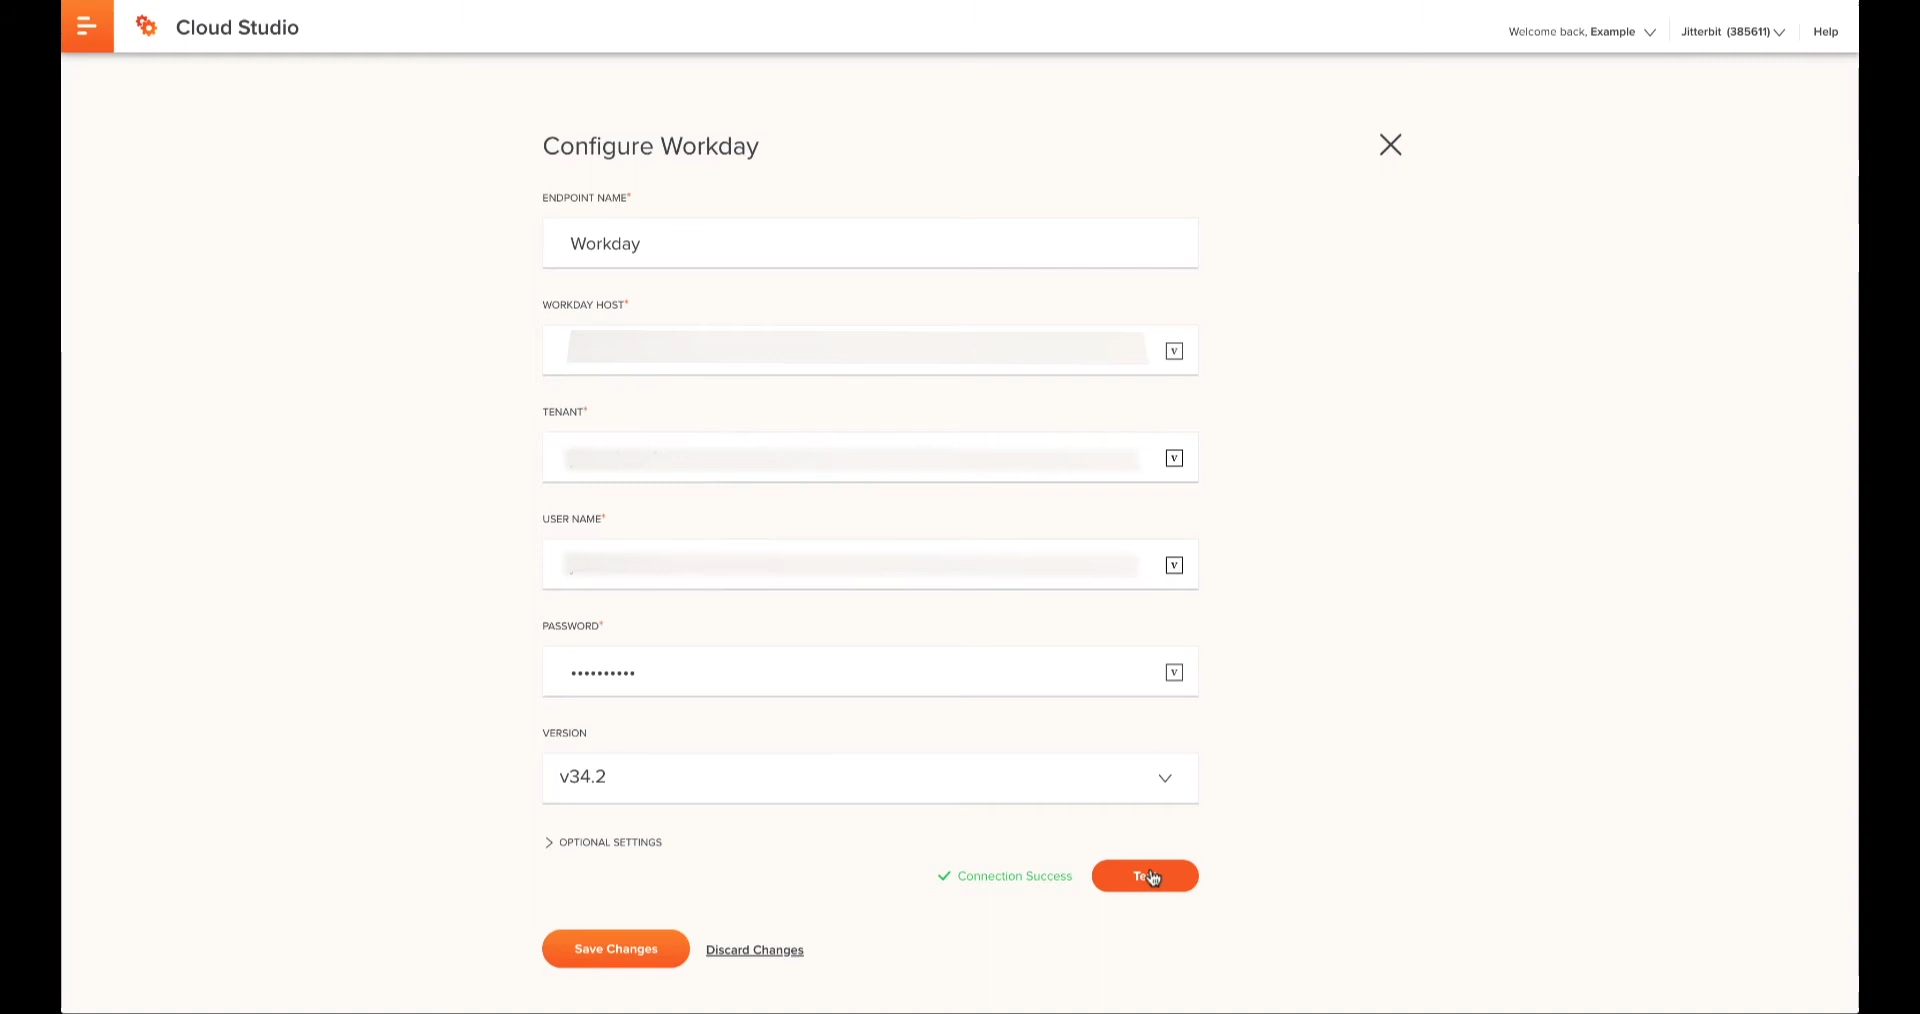 Cloud Studio
Welcome back, Example
Jitterbit (385611)
Help
Configure Workday
ENDPOINT NAME*
Workday
WORKDAY HOST*
V
TENANT*
V
USER NAME*
V
PASSWORD*
••••••••••
V
VERSION
v34.2
OPTIONAL SETTINGS
Connection Success
Save Changes
Discard Changes